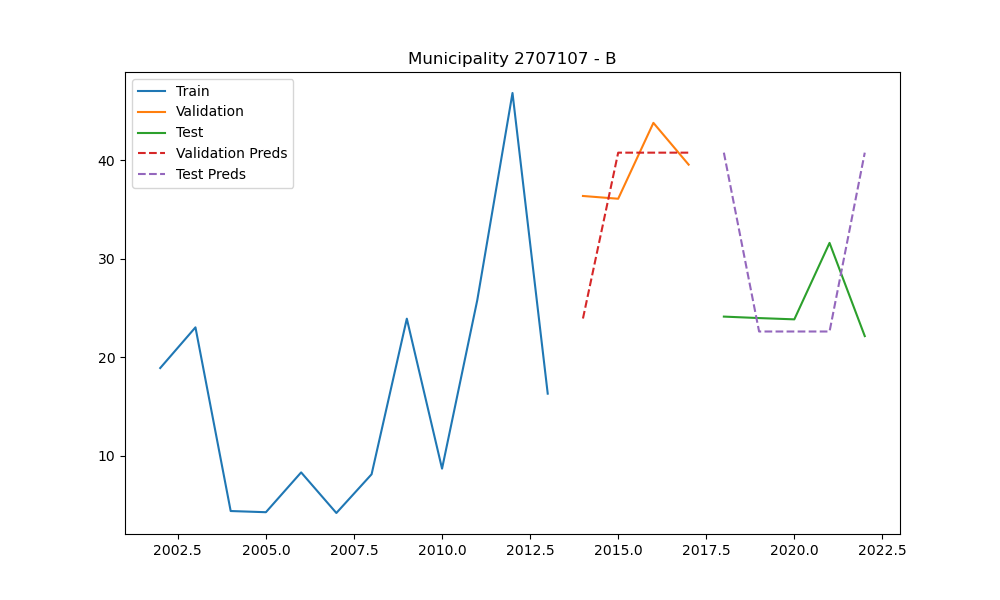 Municipality 2707107 - B
Train
Validation
Test
Validation Preds
Test Preds
40
30
20
10
2002.5 2005.0 2007.5 2010.0 2012.5 2015.0 2017.5 2020.0 2022.5